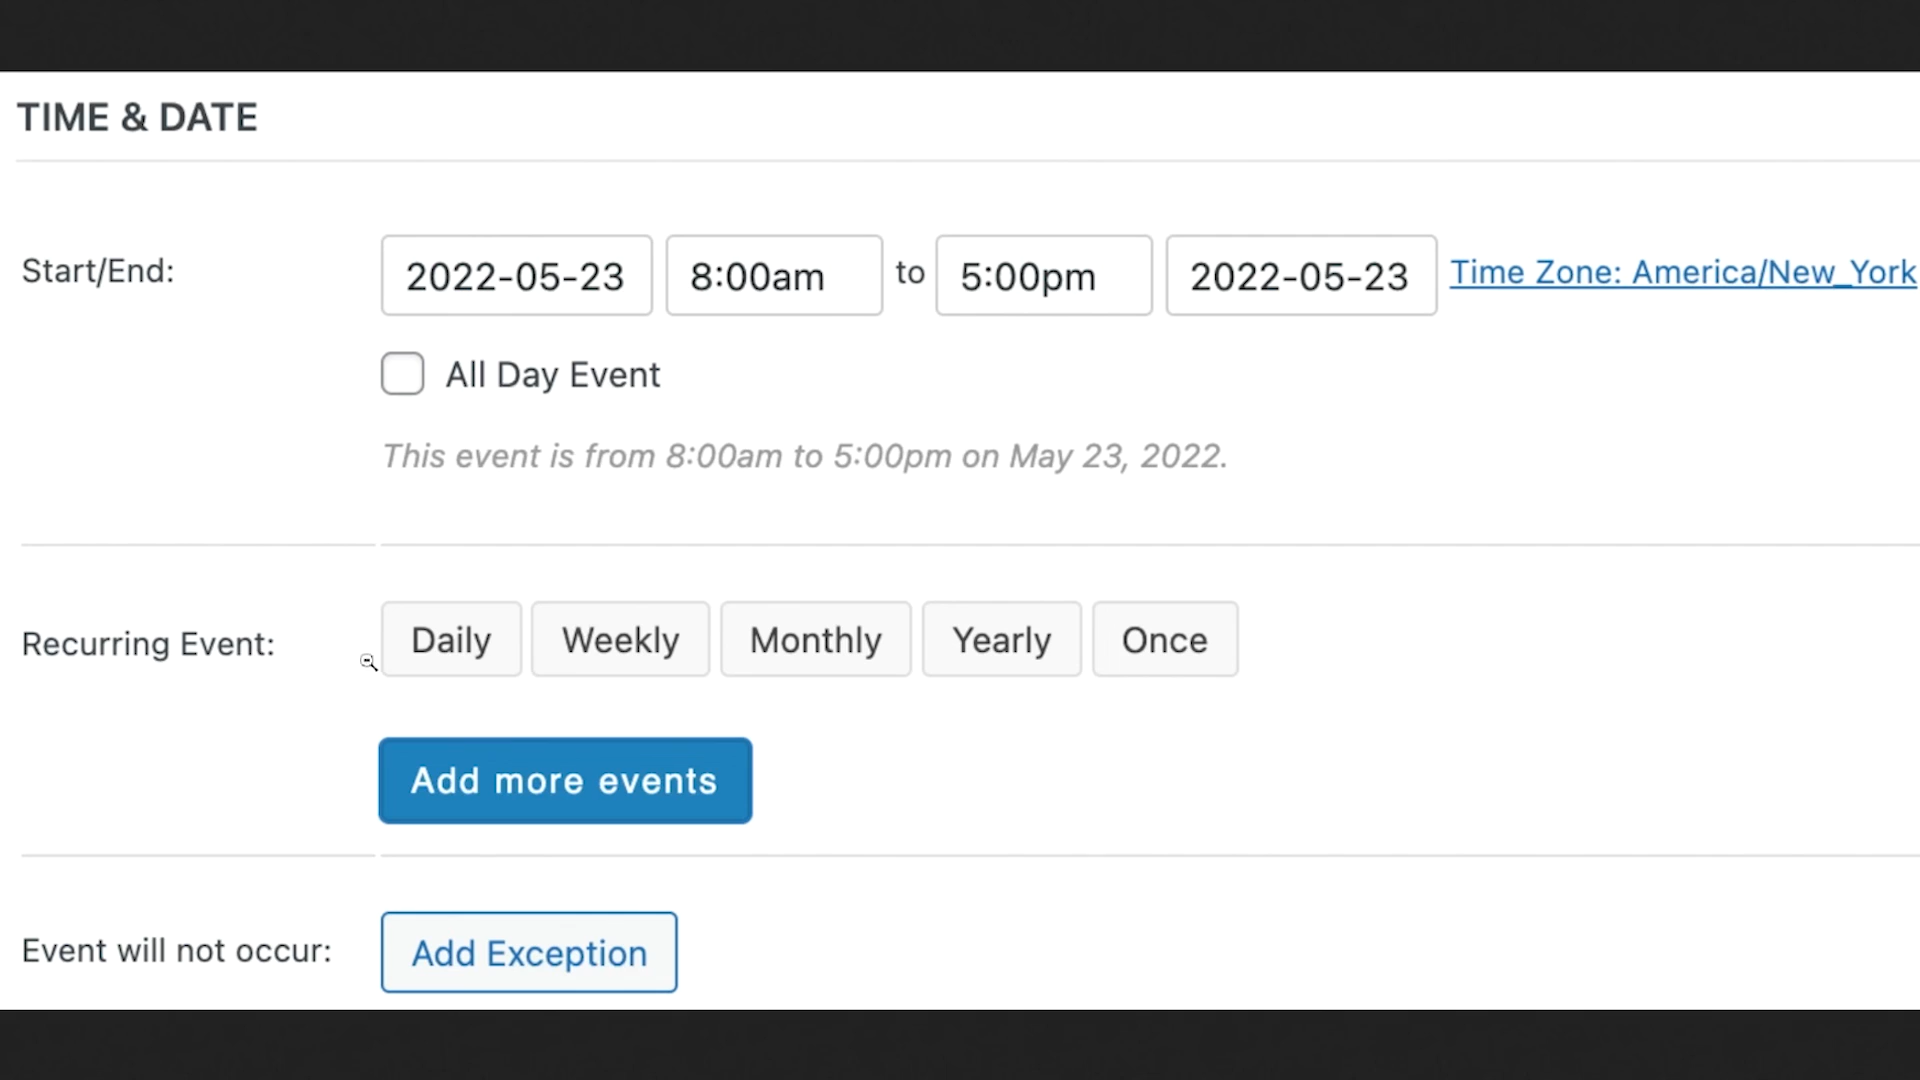 TIME & DATE
Start/End: 2022-05-23 8:00am to 5:00pm 2022-05-23 Time Zone: America/New_York
All Day Event
This event is from 8:00am to 5:00pm on May 23, 2022.
Recurring Event: Daily Weekly Monthly Yearly Once
Add more events
Event will not occur: Add Exception